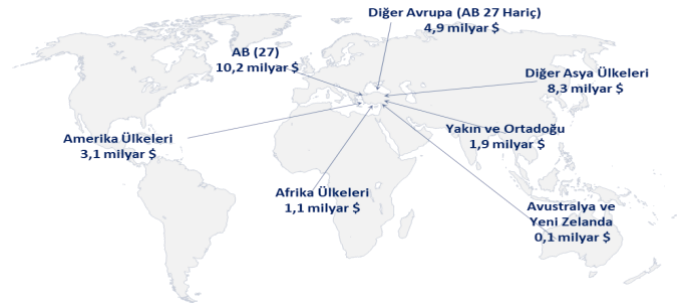 Diğer Avrupa (AB 27 Hariç)
4,9 milyar $
AB (27)
10,2 milyar $
Diğer Asya Ülkeleri
8,3 milyar $
Amerika Ülkeleri
3,1 milyar $
Yakın ve Ortadoğu
1,9 milyar $
Afrika Ülkeleri
1,1 milyar $
Avustralya ve
Yeni Zelanda
0,1 milyar $